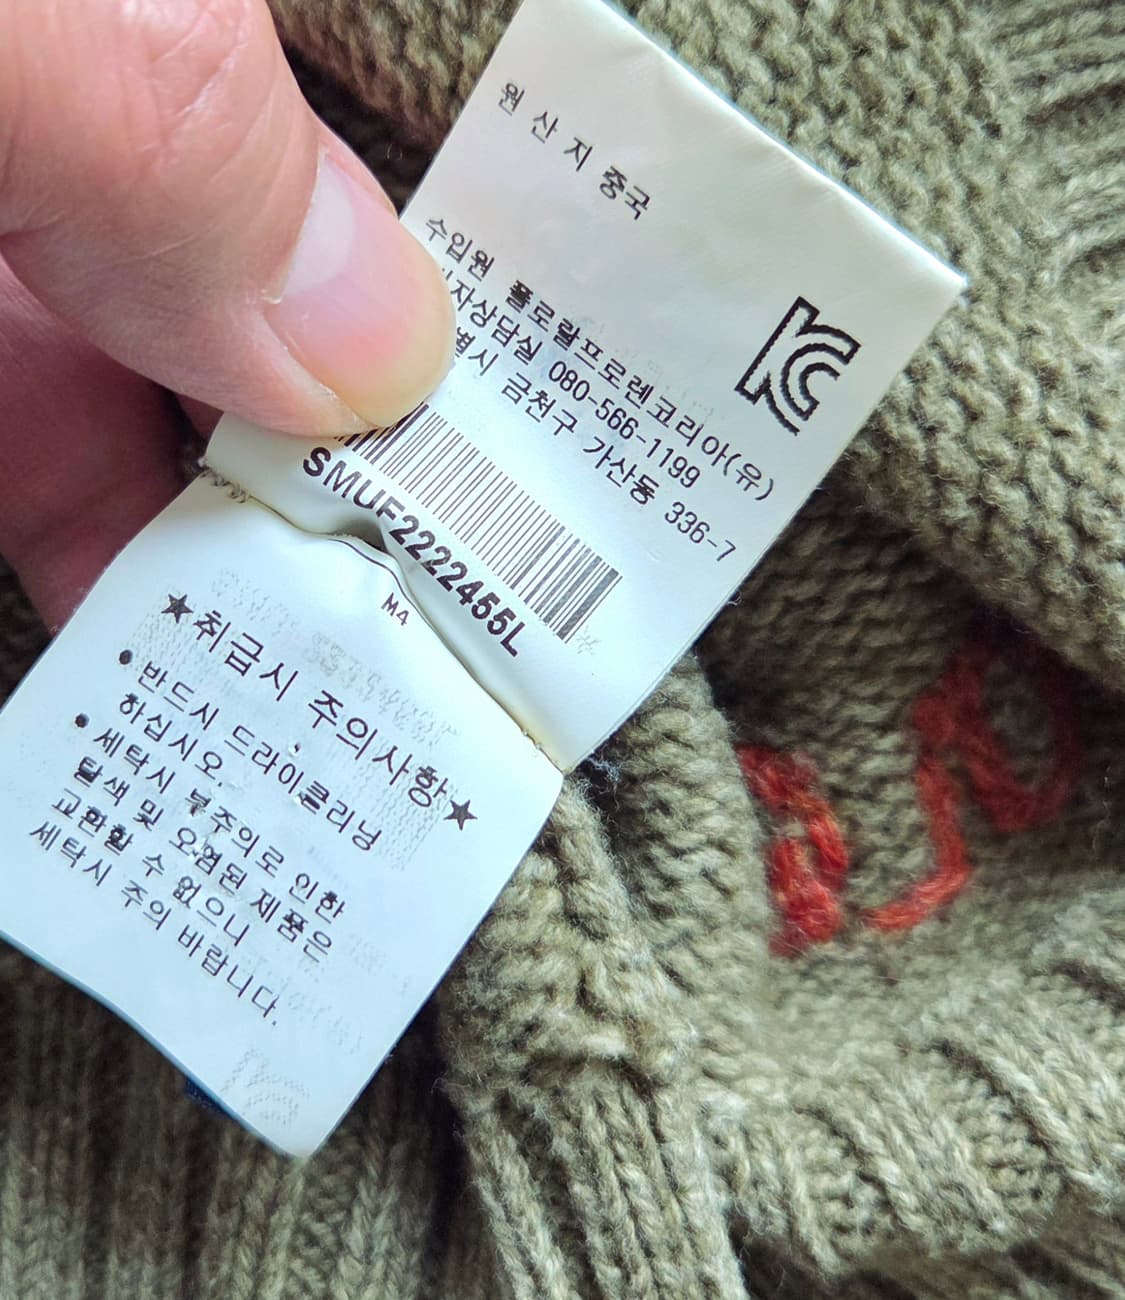 원 산 지 중국
수입원 폴로랄프로렌코리아(유)
자상담실 080-566-1199
별시 금천구 가산동 336-7
SMUF2222455L
M4
★취급시 주의사항★
• 반드시 드라이클리닝
하십시오.
• 세탁시 부주의로 인한
탈색 및 오염된 제품은
교환할 수 없으니
세탁시 주의 바랍니다.